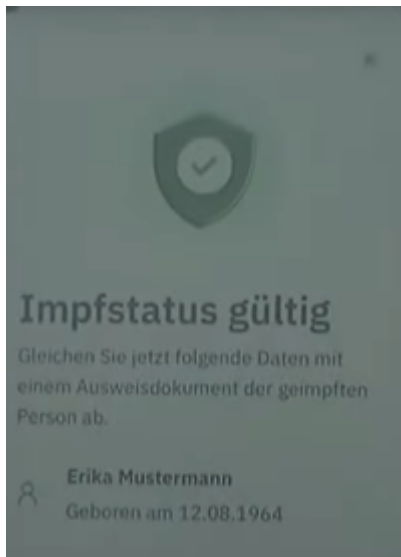 Impfstatus gültig
Gleichen Sie jetzt folgende Daten mit
einem Ausweisdokument der geimpften
Person ab.
Erika Mustermann
Geboren am 12.08.1964